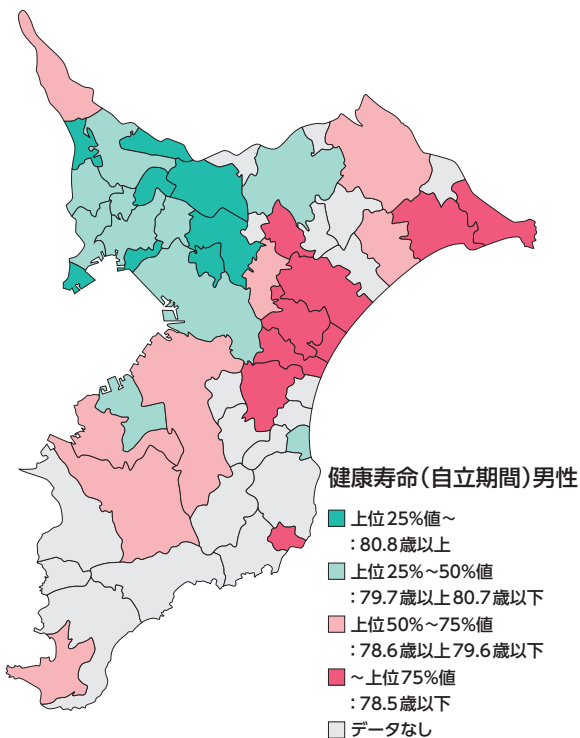 健康寿命(自立期間)男性
上位25%値~
:80.8歳以上
上位25%~50%値
:79.7歳以上80.7歳以下
上位50%~75%値
:78.6歳以上79.6歳以下
~上位75%値
:78.5歳以下
データなし